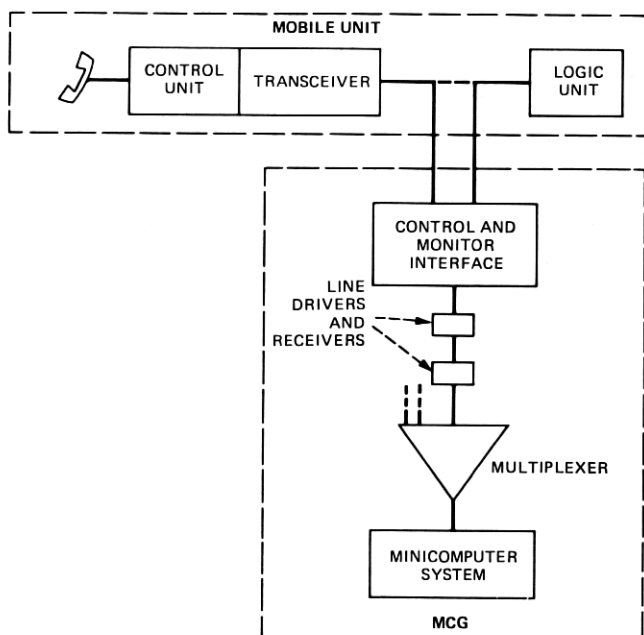 MOBILE UNIT
CONTROL
UNIT
TRANSCEIVER
LOGIC
UNIT
CONTROL AND
MONITOR
INTERFACE
LINE
DRIVERS
AND
RECEIVERS
MULTIPLEXER
MINICOMPUTER
SYSTEM
MCG